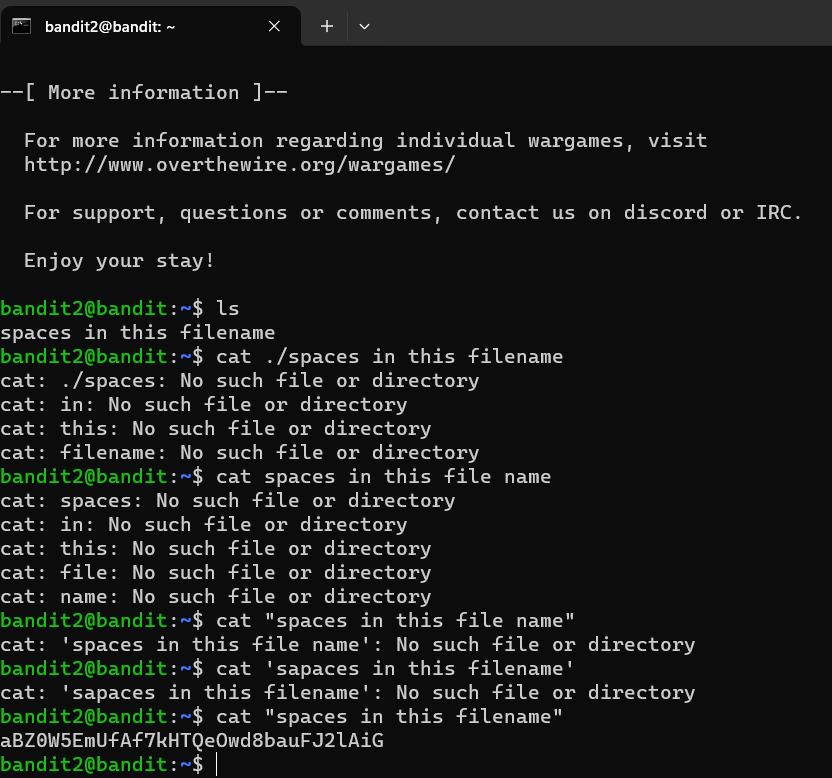 bandit2@bandit: ~
--[ More information ]--
For more information regarding individual wargames, visit
http://www.overthewire.org/wargames/
For support, questions or comments, contact us on discord or IRC.
Enjoy your stay!
bandit2@bandit:~$ ls
spaces in this filename
bandit2@bandit:~$ cat ./spaces in this filename
cat: ./spaces: No such file or directory
cat: in: No such file or directory
cat: this: No such file or directory
cat: filename: No such file or directory
bandit2@bandit:~$ cat spaces in this file name
cat: spaces: No such file or directory
cat: in: No such file or directory
cat: this: No such file or directory
cat: file: No such file or directory
cat: name: No such file or directory
bandit2@bandit:~$ cat "spaces in this file name"
cat: 'spaces in this file name': No such file or directory
bandit2@bandit:~$ cat 'sapaces in this filename'
cat: 'sapaces in this filename': No such file or directory
bandit2@bandit:~$ cat "spaces in this filename"
aBZ0W5EmUfAf7kHTQeOwd8bauFJ2lAiG
bandit2@bandit:~$